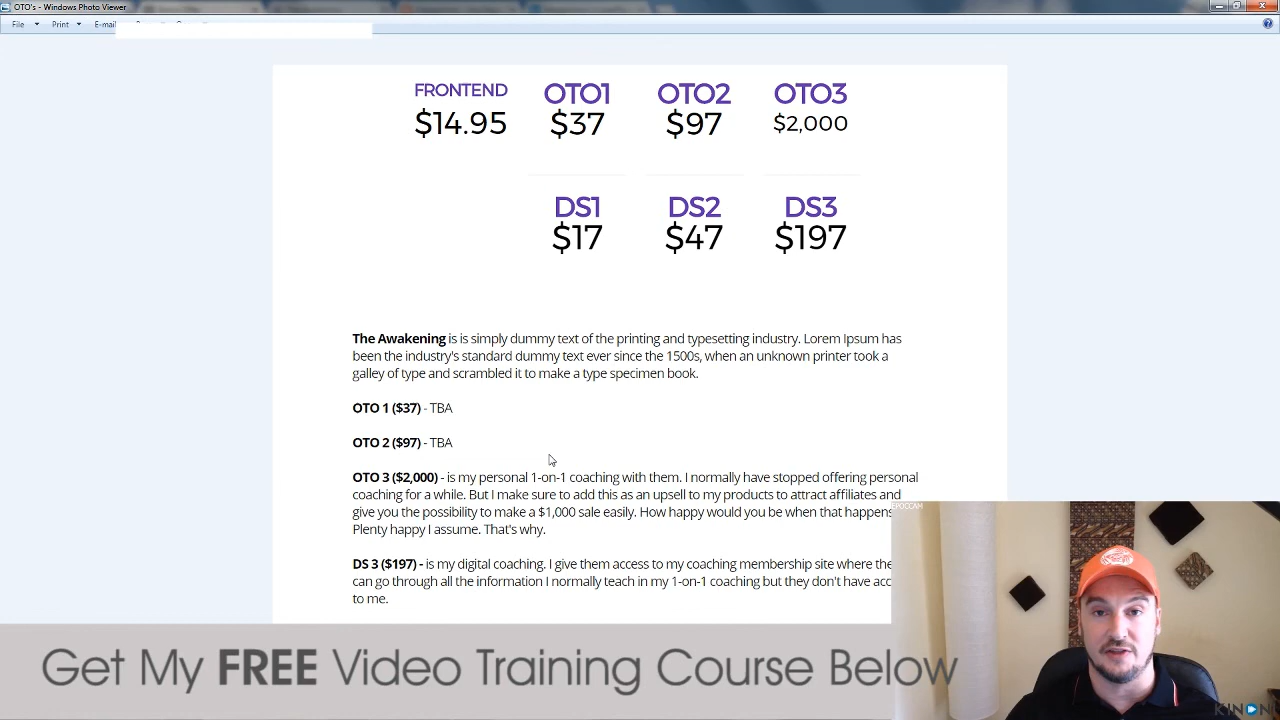 OTO's - Windows Photo Viewer
File Print E-mail
FRONTEND OTO1 OTO2 OTO3
$14.95 $37 $97 $2,000
DS1 DS2 DS3
$17 $47 $197
The Awakening is is simply dummy text of the printing and typesetting industry. Lorem Ipsum has
been the industry's standard dummy text ever since the 1500s, when an unknown printer took a
galley of type and scrambled it to make a type specimen book.
OTO 1 ($37) - TBA
OTO 2 ($97) - TBA
OTO 3 ($2,000) - is my personal 1-on-1 coaching with them. I normally have stopped offering personal
coaching for a while. But I make sure to add this as an upsell to my products to attract affiliates and
give you the possibility to make a $1,000 sale easily. How happy would you be when that happens
Plenty happy I assume. That's why.
DS 3 ($197) - is my digital coaching. I give them access to my coaching membership site where the
can go through all the information I normally teach in my 1-on-1 coaching but they don't have acc
to me.
EPOCCAM
Get My FREE Video Training Course Below
KINONI